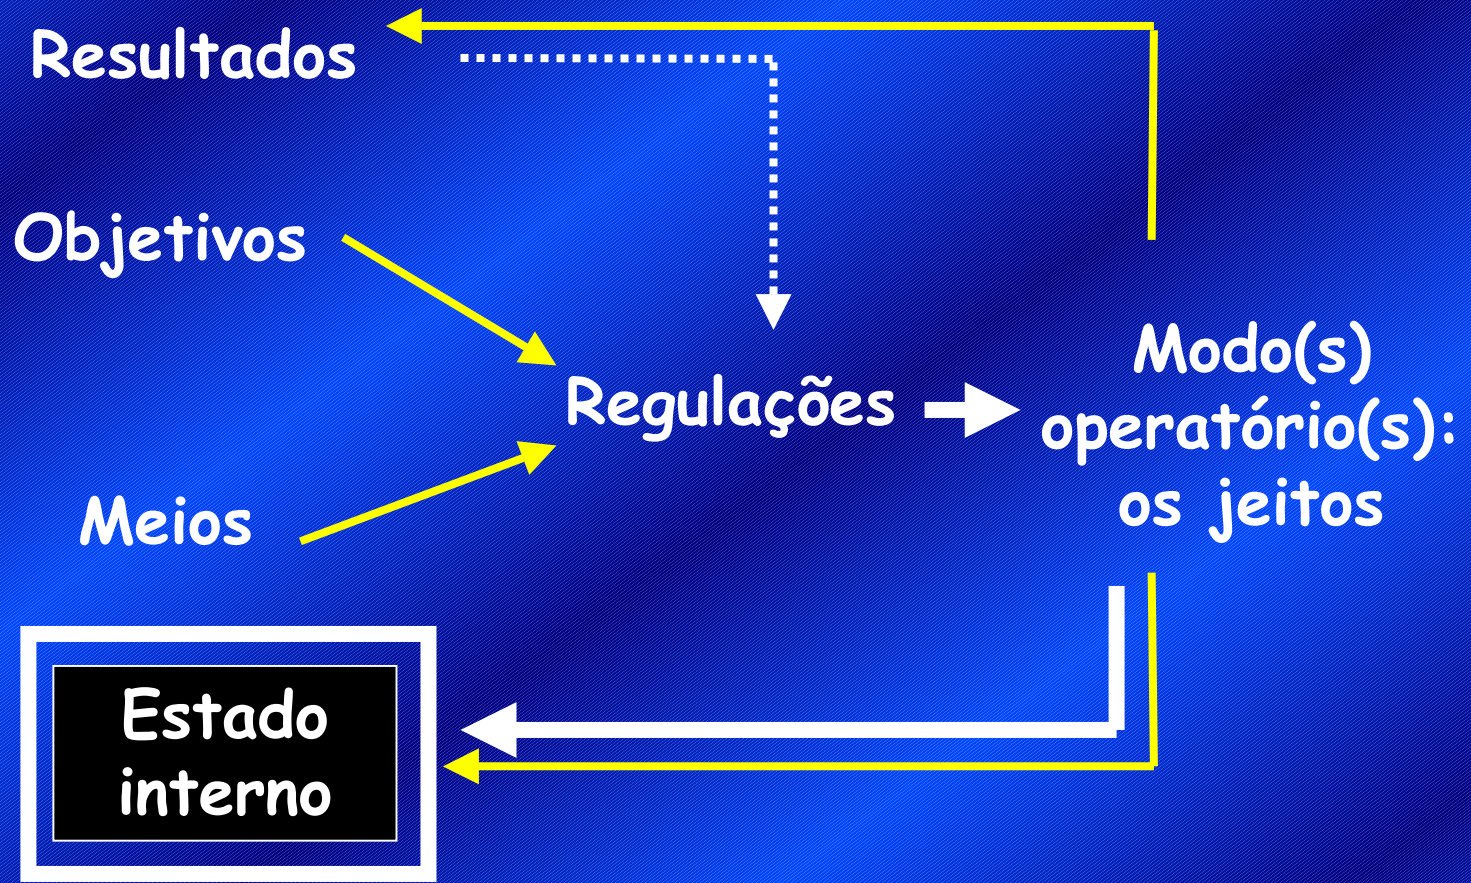 Resultados
Objetivos
Regulações
Modo(s)
operatório(s):
os jeitos
Meios
Estado
interno